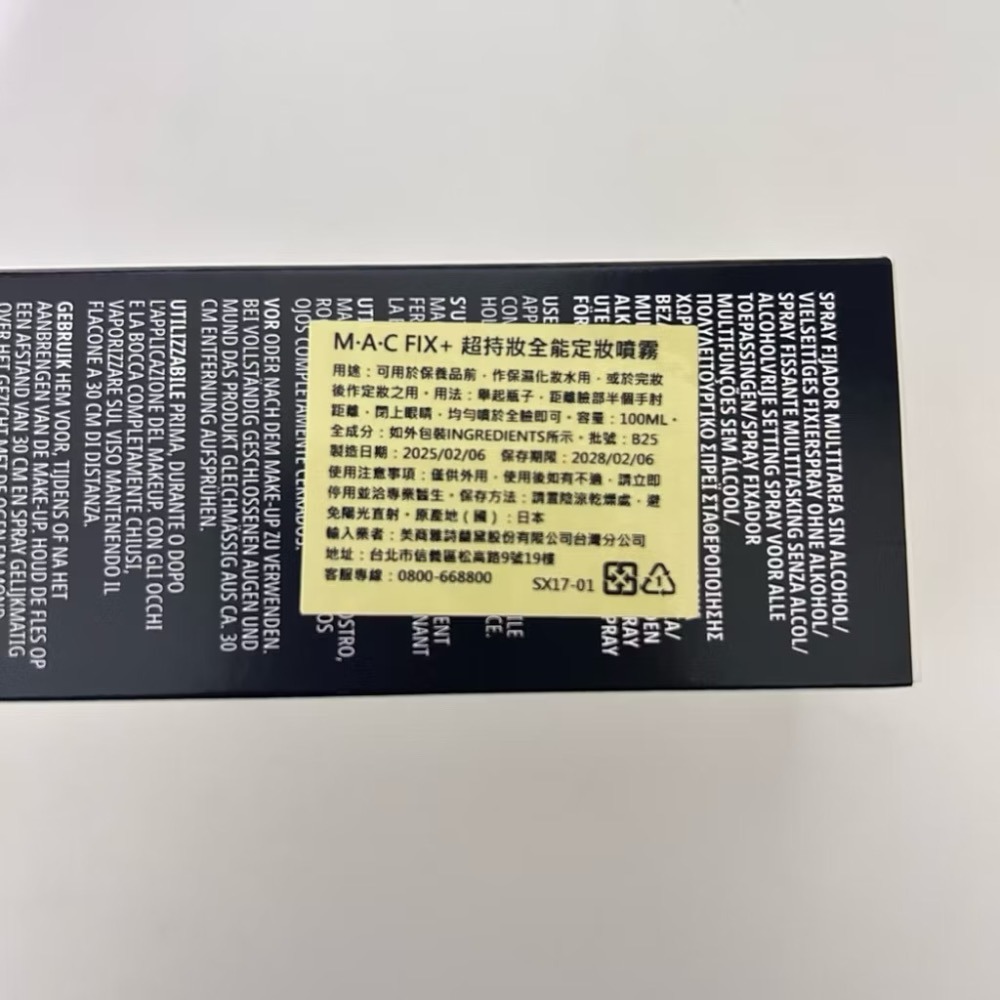 M·A·C FIX+ 超持妝全能定妝噴霧
用途：可用於保養品前，作保濕化妝水用，或於完妝
後作定妝之用。用法：舉起瓶子，距離臉部半個手肘
距離，閉上眼睛，均勻噴於全臉即可。容量：100ML。
全成分：如外包裝INGREDIENTS所示。批號：B25
製造日期：2025/02/06 保存期限：2028/02/06
使用注意事項：僅供外用，使用後如有不適，請立即
停用並洽專業醫生。保存方法：請置陰涼乾燥處，避
免陽光直射。原產地（國）：日本
輸入業者：美商雅詩蘭黛股份有限公司台灣分公司
地址：台北市信義區松高路9號19樓
客服專線：0800-668800 SX17-01
SPRAY FIJADOR MULTITAREA SIN ALCOHOL/
VIELSEITIGES FIXIERSPRAY OHNE ALKOHOL/
SPRAY FISSANTE MULTITASKING SENZA ALCOL/
ALCOHOLVRIJE SETTING SPRAY VOOR ALLE
TOEPASSINGEN/SPRAY FIXADOR
MULTIFUNÇÕES SEM ÁLCOOL/
ΠΟΛΥΛΕΙΤΟΥΡΓΙΚΟ ΣΠΡΕΪ ΣΤΑΘΕΡΟΠΟΙΗΣΗΣ
OJOS COMPLETAMENTE CERRADOS.
VOR ODER NACH DEM MAKE-UP ZU VERWENDEN.
BEI VOLLSTÄNDIG GESCHLOSSENEN AUGEN UND
MUND DAS PRODUKT GLEICHMÄSSIG AUS CA. 30
CM ENTFERNUNG AUFSPRÜHEN.
UTILIZZABILE PRIMA, DURANTE O DOPO
L'APPLICAZIONE DEL MAKEUP. CON GLI OCCHI
E LA BOCCA COMPLETAMENTE CHIUSI,
VAPORIZZARE SUL VISO MANTENENDO IL
FLACONE A 30 CM DI DISTANZA.
GEBRUIK HEM VOOR, TIJDENS OF NA HET
AANBRENGEN VAN DE MAKE-UP. HOUD DE FLES OP
EEN AFSTAND VAN 30 CM EN SPRAY GELIJKMATIG